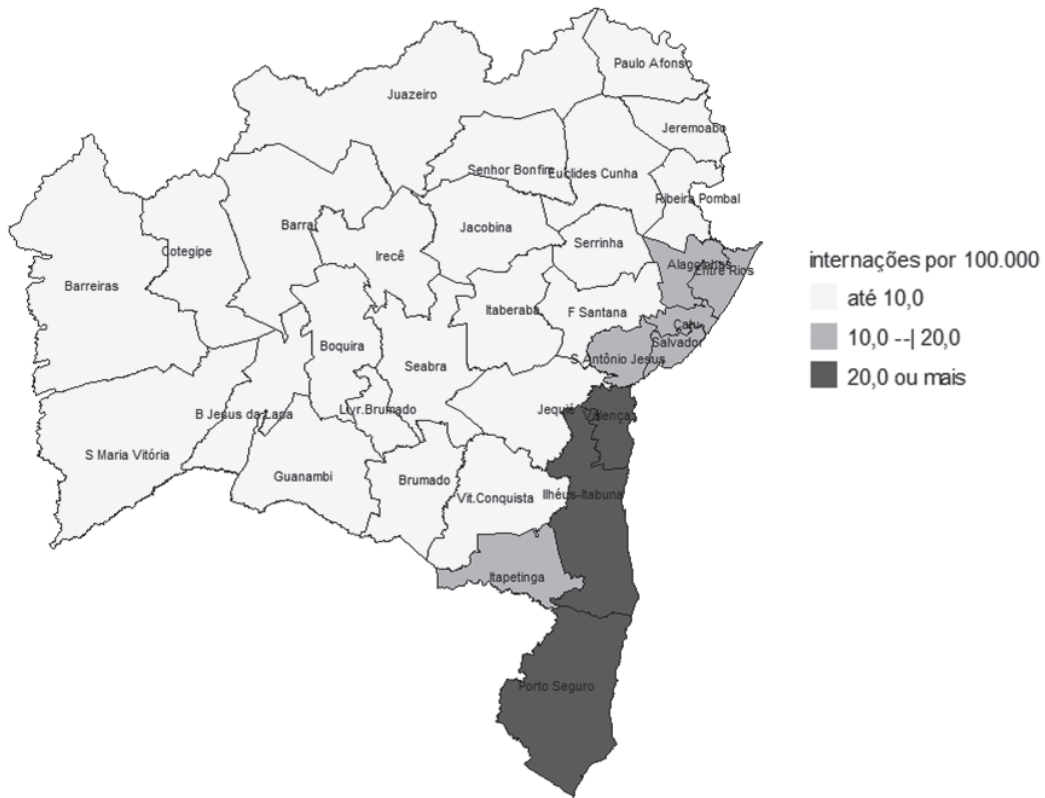 Paulo Afonso
Juazeiro
Jeremoabo
Senhor Bonfim
Euclides Cunha
Ribeira Pombal
Cotegipe
Barra
Jacobina
Serrinha
Irecê
Alagoinhas
Entre Rios
Barreiras
Itaberaba
F Santana
Catu
Boquira
Salvador
S Antônio Jesus
Seabra
B Jesus da Lapa
Livr.Brumado
Jequié
Valença
S Maria Vitória
Guanambi
Brumado
Vit.Conquista
Ilhéus-Itabuna
Itapetinga
Porto Seguro
internações por 100.000
até 10,0
10,0 --| 20,0
20,0 ou mais